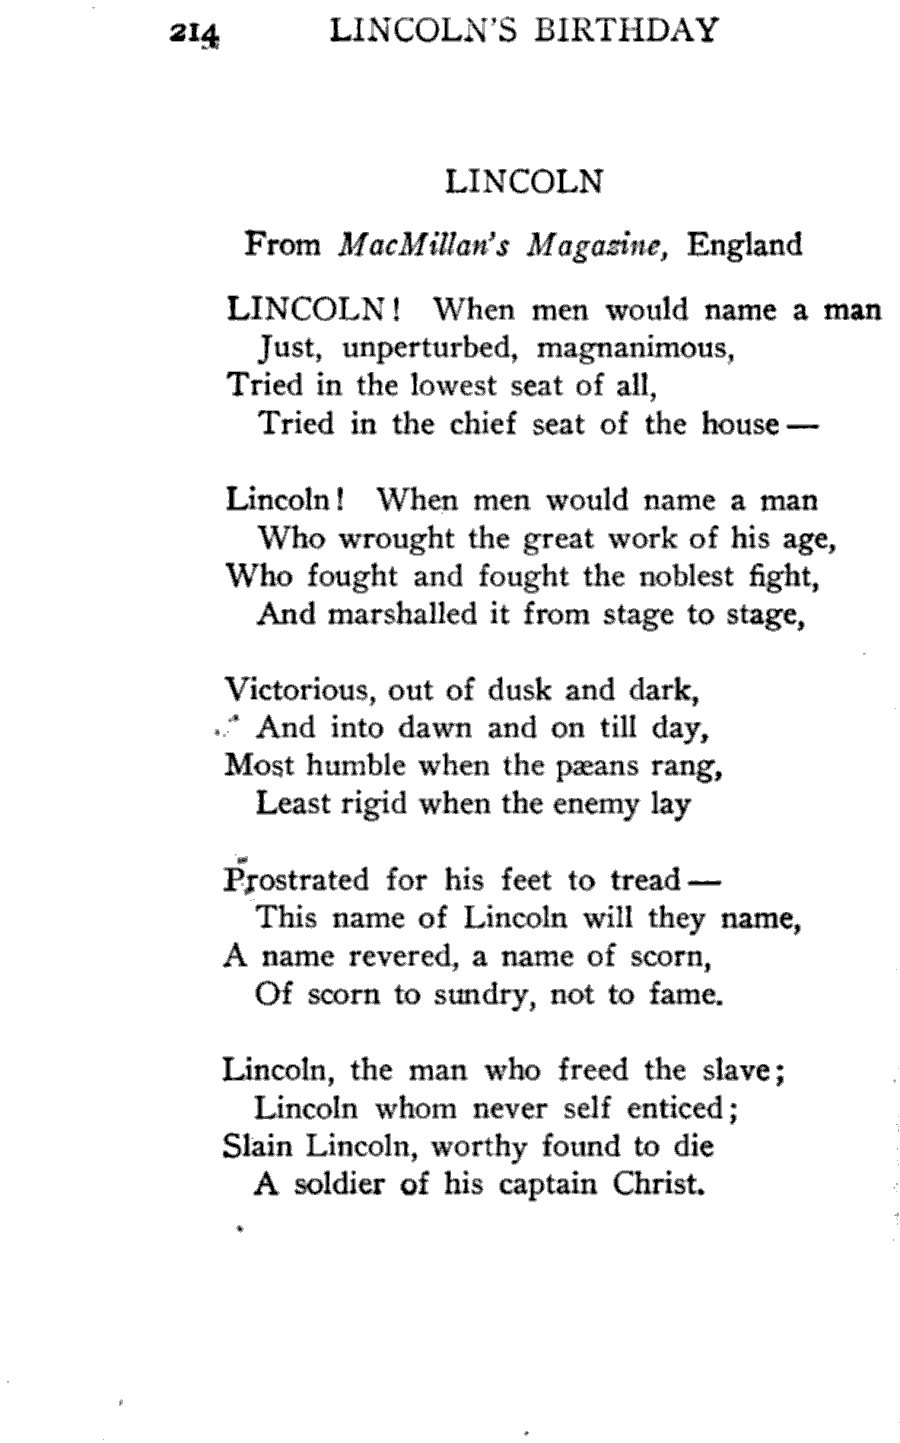 214 LINCOLN'S BIRTHDAY
LINCOLN
From MacMillan's Magazine, England
LINCOLN! When men would name a man
Just, unperturbed, magnanimous,
Tried in the lowest seat of all,
Tried in the chief seat of the house—
Lincoln! When men would name a man
Who wrought the great work of his age,
Who fought and fought the noblest fight,
And marshalled it from stage to stage,
Victorious, out of dusk and dark,
And into dawn and on till day,
Most humble when the pæans rang,
Least rigid when the enemy lay
Prostrated for his feet to tread—
This name of Lincoln will they name,
A name revered, a name of scorn,
Of scorn to sundry, not to fame.
Lincoln, the man who freed the slave;
Lincoln whom never self enticed;
Slain Lincoln, worthy found to die
A soldier of his captain Christ.